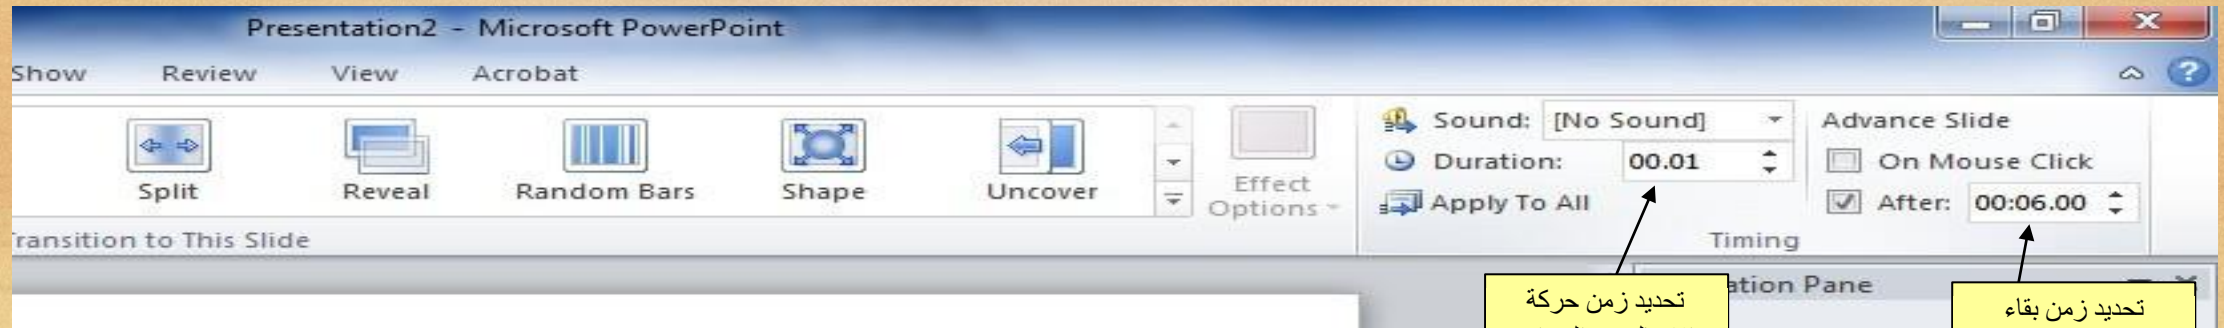 Presentation2 - Microsoft PowerPoint
Show Review View Acrobat
Sound: [No Sound] Advance Slide
Duration: 00.01 On Mouse Click
Split Reveal Random Bars Shape Uncover Effect Options Apply To All After: 00:06.00
Transition to This Slide Timing
تحديد زمن حركة
ation Pane
تحديد زمن بقاء